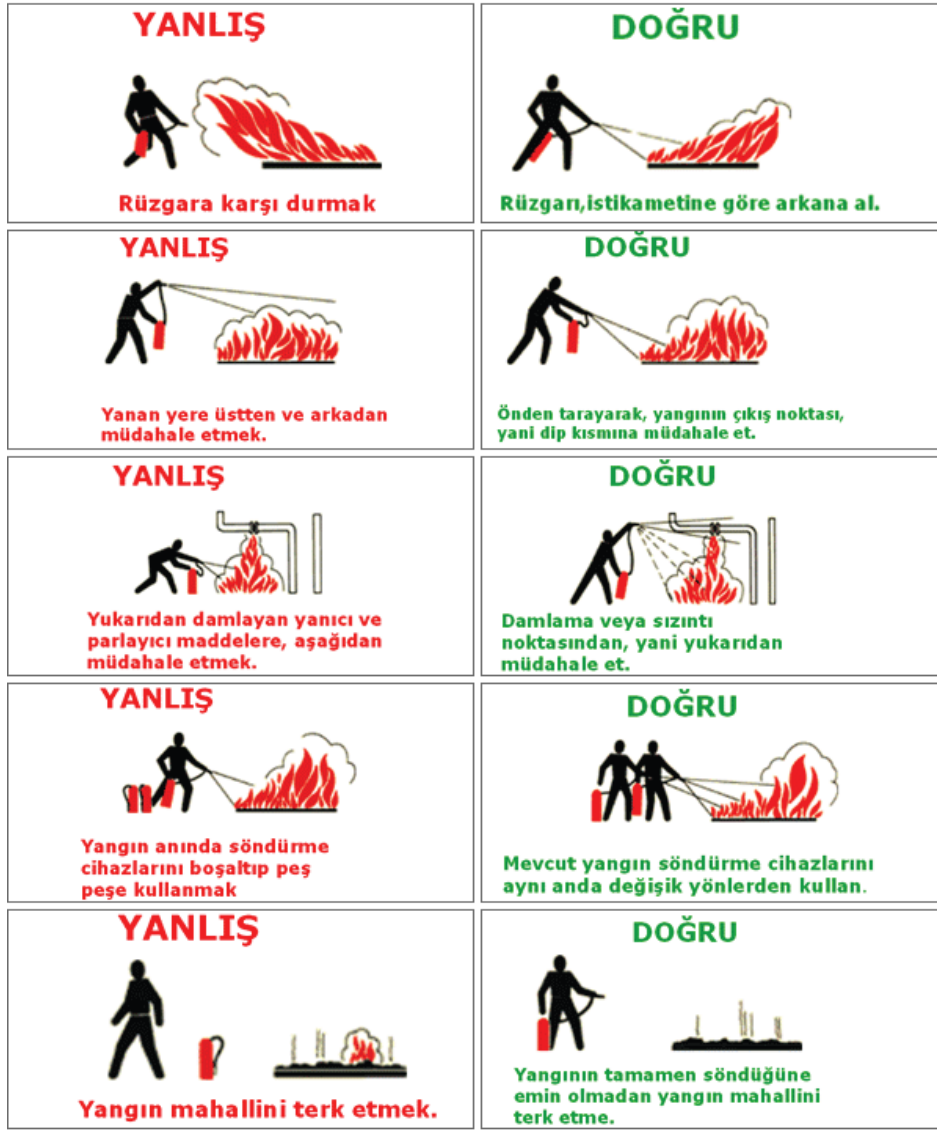 YANLIŞ
Rüzgara karşı durmak
DOĞRU
Rüzgarı,istikametine göre arkana al.
YANLIŞ
Yanan yere üstten ve arkadan
müdahale etmek.
DOĞRU
Önden tarayarak, yangının çıkış noktası,
yani dip kısmına müdahale et.
YANLIŞ
Yukarıdan damlayan yanıcı ve
parlayıcı maddelere, aşağıdan
müdahale etmek.
DOĞRU
Damlama veya sızıntı
noktasından, yani yukarıdan
müdahale et.
YANLIŞ
Yangın anında söndürme
cihazlarını boşaltıp peş
peşe kullanmak
DOĞRU
Mevcut yangın söndürme cihazlarını
aynı anda değişik yönlerden kullan.
YANLIŞ
Yangın mahallini terk etmek.
DOĞRU
Yangının tamamen söndüğüne
emin olmadan yangın mahallini
terk etme.